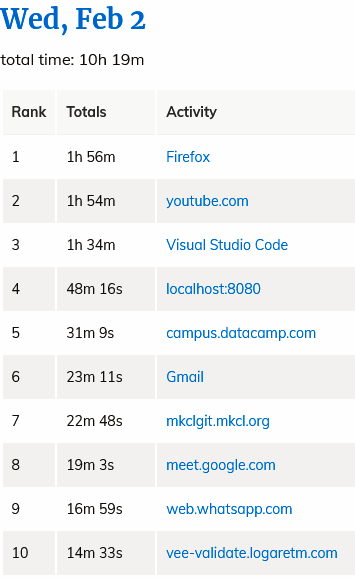 Wed, Feb 2
total time: 10h 19m
Rank Totals Activity
1 1h 56m Firefox
2 1h 54m youtube.com
3 1h 34m Visual Studio Code
4 48m 16s localhost:8080
5 31m 9s campus.datacamp.com
6 23m 11s Gmail
7 22m 48s mkclgit.mkcl.org
8 19m 3s meet.google.com
9 16m 59s web.whatsapp.com
10 14m 33s vee-validate.logaretm.com